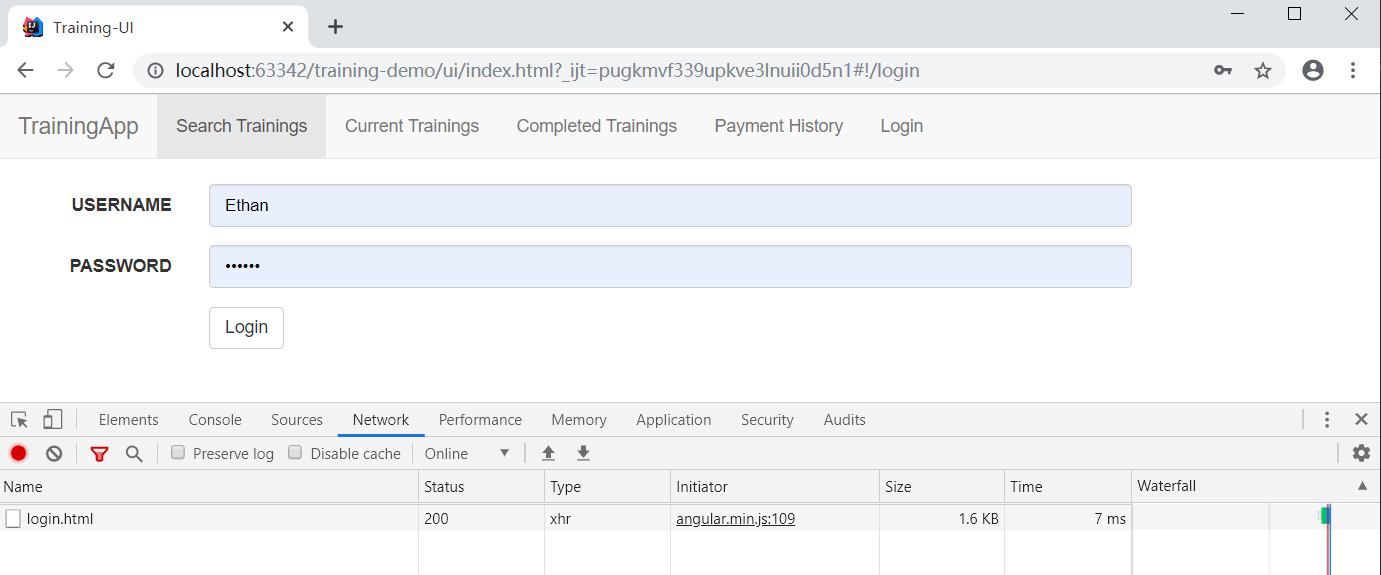 Training-UI
localhost:63342/training-demo/ui/index.html?_ijt=pugkmvf339upkve3lnuii0d5n1#!/login
TrainingApp Search Trainings Current Trainings Completed Trainings Payment History Login
USERNAME Ethan
PASSWORD ••••••
Login
Elements Console Sources Network Performance Memory Application Security Audits
Preserve log Disable cache Online
Name Status Type Initiator Size Time Waterfall
login.html 200 xhr angular.min.js:109 1.6 KB 7 ms